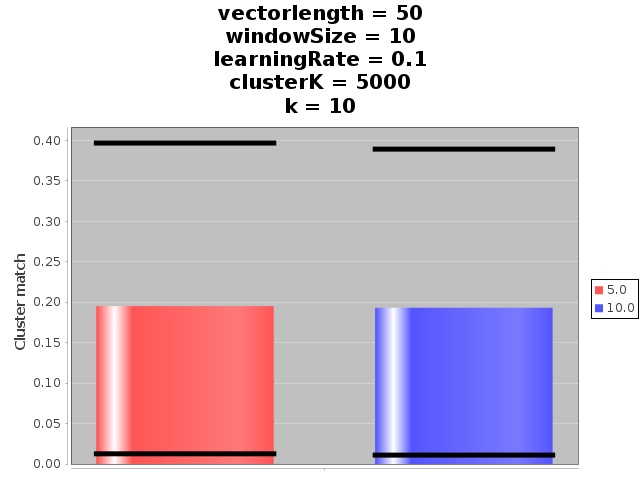 vectorlength = 50
windowSize = 10
learningRate = 0.1
clusterK = 5000
k = 10
0.40
0.35
0.30
0.25
0.20
0.15
0.10
0.05
0.00
Cluster match
5.0
10.0